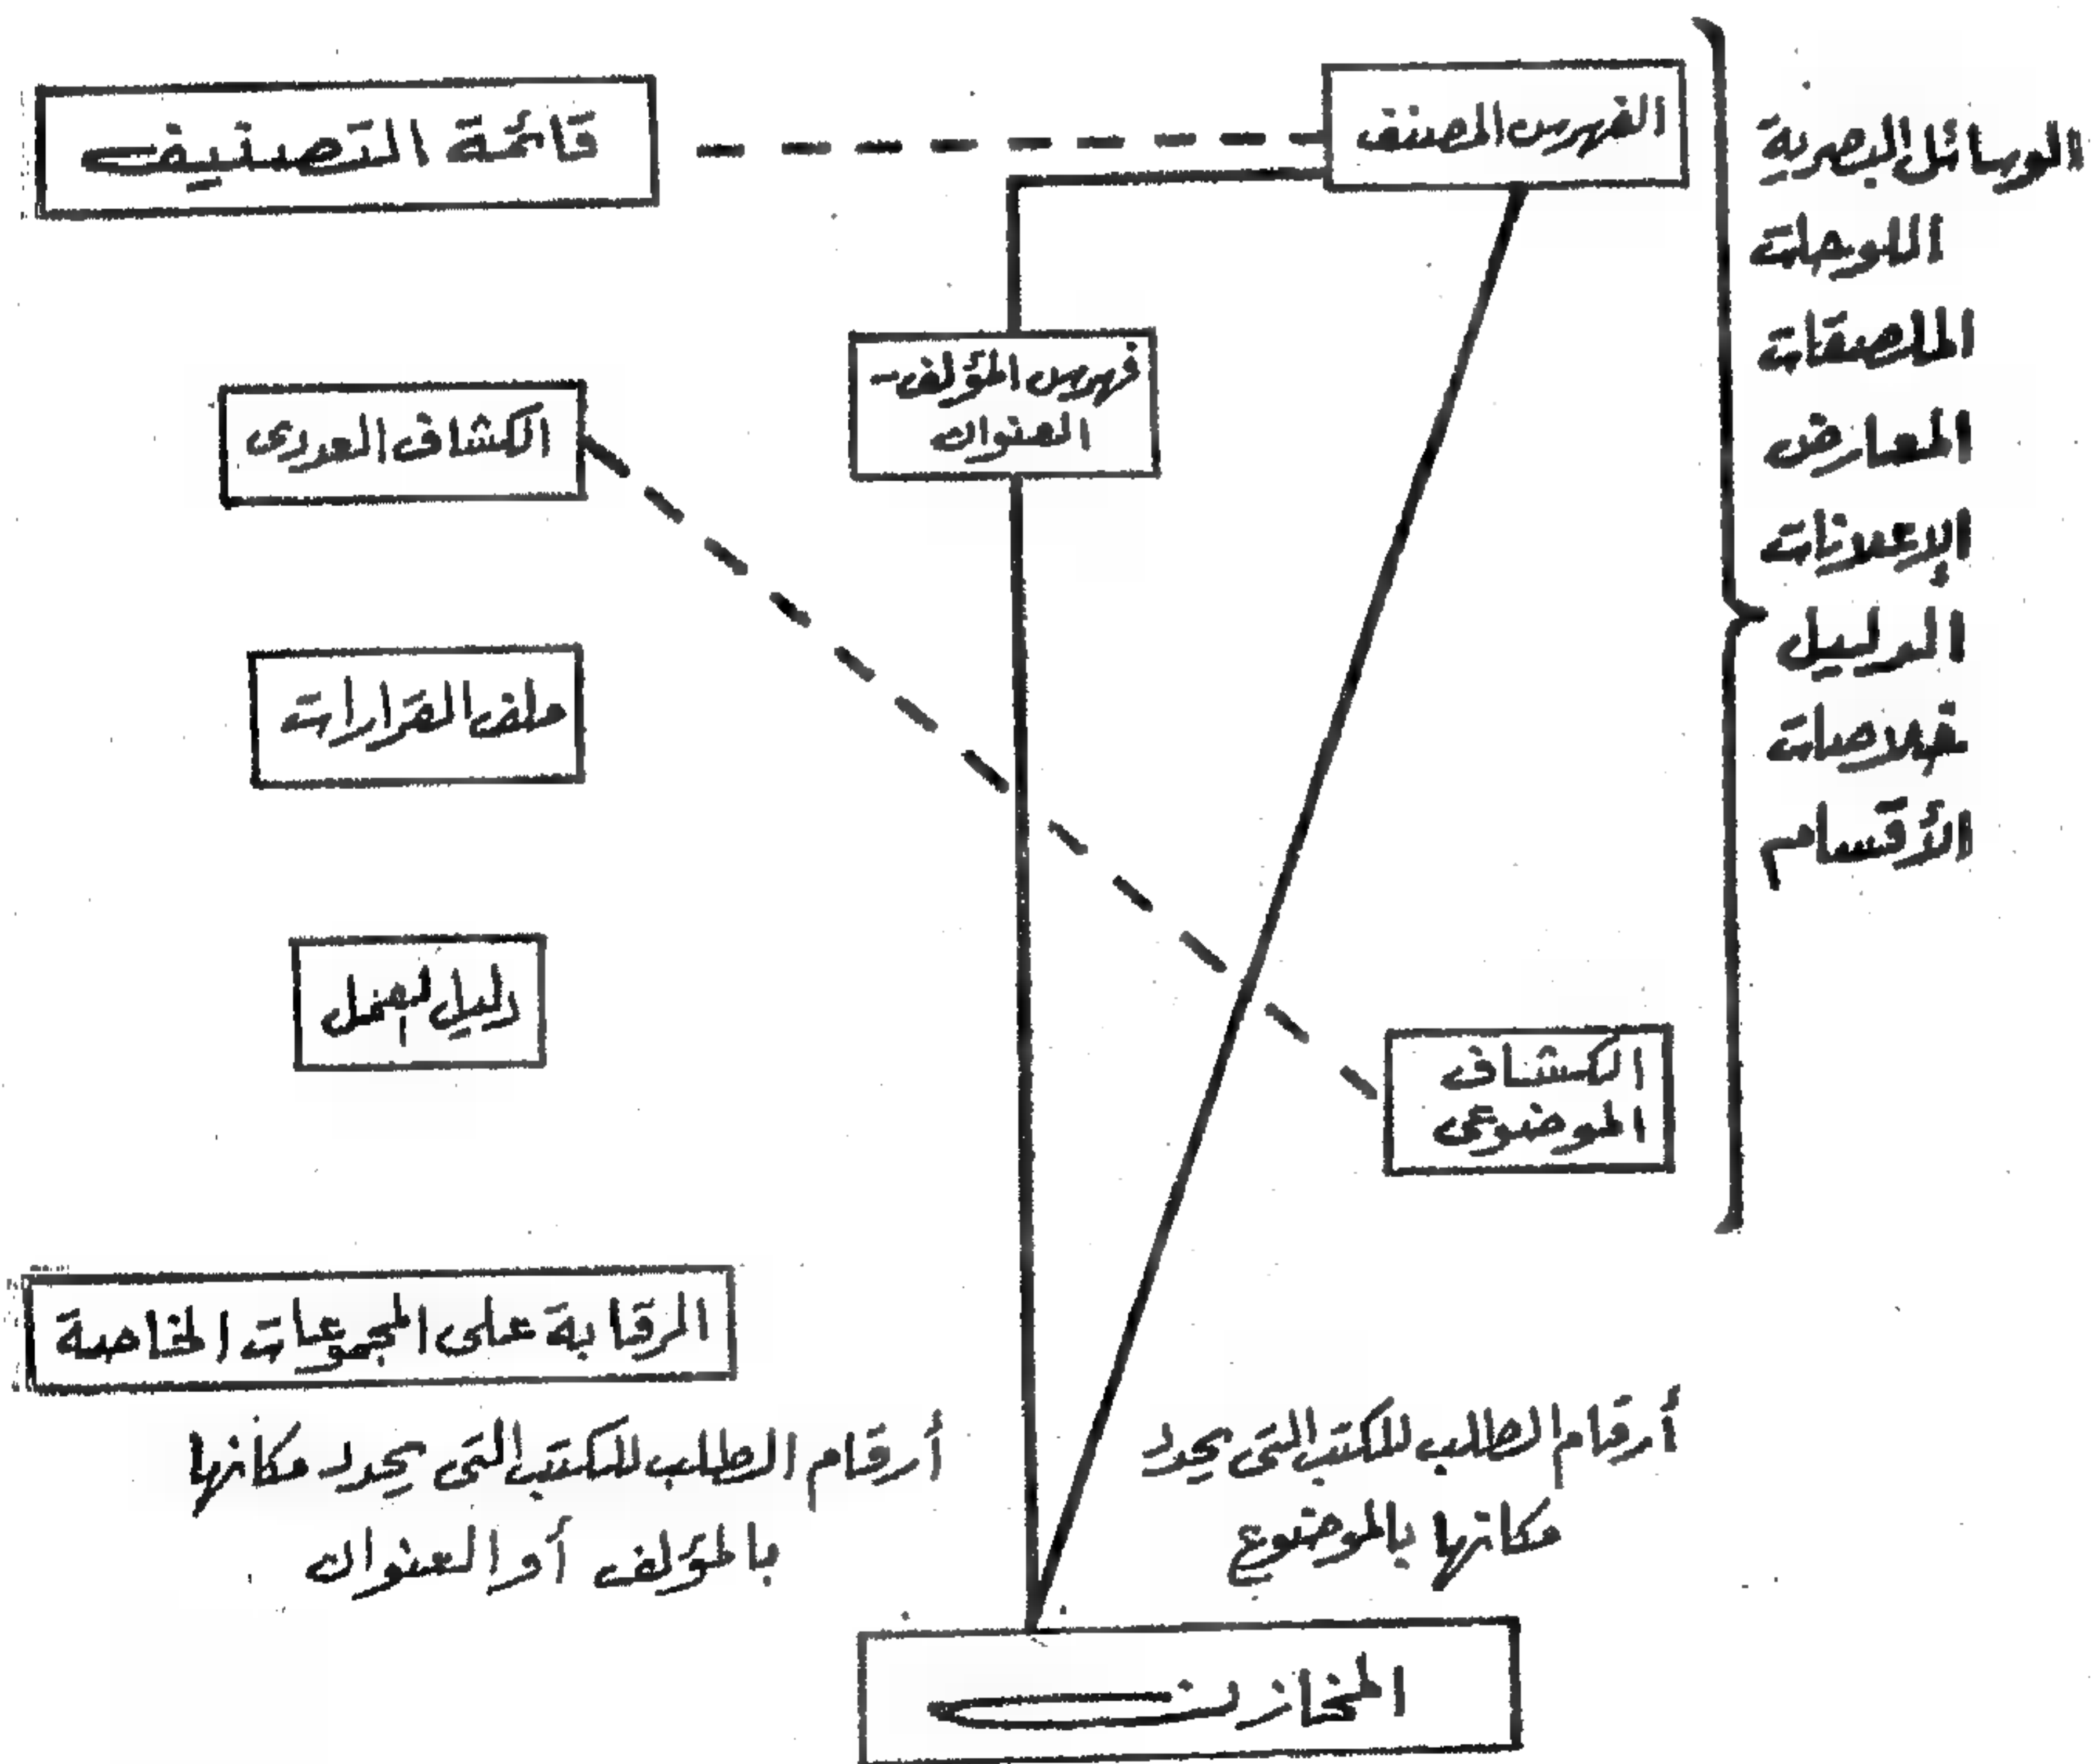 الفهرس المصنف
قائمة التصنيف
الوسائل البصرية
اللوحات
الملصقات
المعارض
الإعلانات
الدليل
خلاصات
الأقسام
فهرس المؤلف -
العنوان
الكشاف العددى
ملف القرارات
دليل العمل
الكشاف
الموضوعى
الرقابة على المجموعات الخاصة
أرقام الطلب للكتب التى يحدد
مكانها بالموضوع
أرقام الطلب للكتب التى يحدد مكانها
بالمؤلف أو العنوان
المخازن